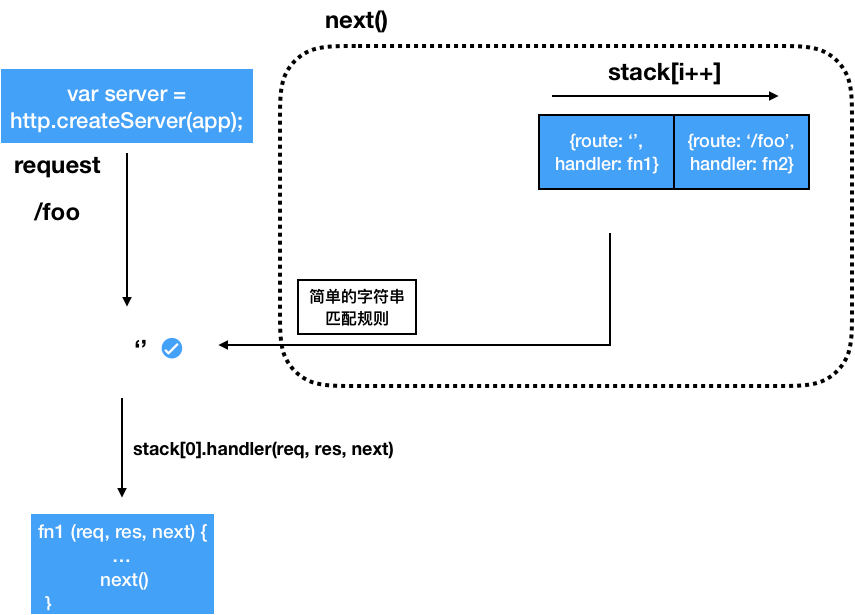 next()
stack[i++]
var server =
http.createServer(app);
{route: ‘’,
handler: fn1}
{route: ‘/foo’,
handler: fn2}
request
/foo
简单的字符串
匹配规则
‘’
stack[0].handler(req, res, next)
fn1 (req, res, next) {
…
next()
}